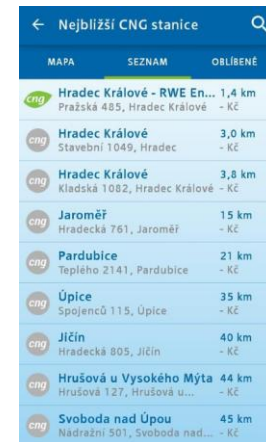 ← Nejbližší CNG stanice
MAPA SEZNAM OBLÍBENÉ
cng Hradec Králové - RWE En... 1,4 km
Pražská 485, Hradec Králové - Kč
cng Hradec Králové 3,0 km
Stavební 1049, Hradec - Kč
cng Hradec Králové 3,8 km
Kladská 1082, Hradec Králové - Kč
cng Jaroměř 15 km
Hradecká 761, Jaroměř - Kč
cng Pardubice 21 km
Teplého 2141, Pardubice - Kč
cng Úpice 35 km
Spojenců 115, Úpice - Kč
cng Jičín 40 km
Hradecká 805, Jičín - Kč
cng Hrušová u Vysokého Mýta 44 km
Hrušová 127, Hrušová u... - Kč
cng Svoboda nad Úpou 45 km
Nádražní 501, Svoboda nad... - Kč